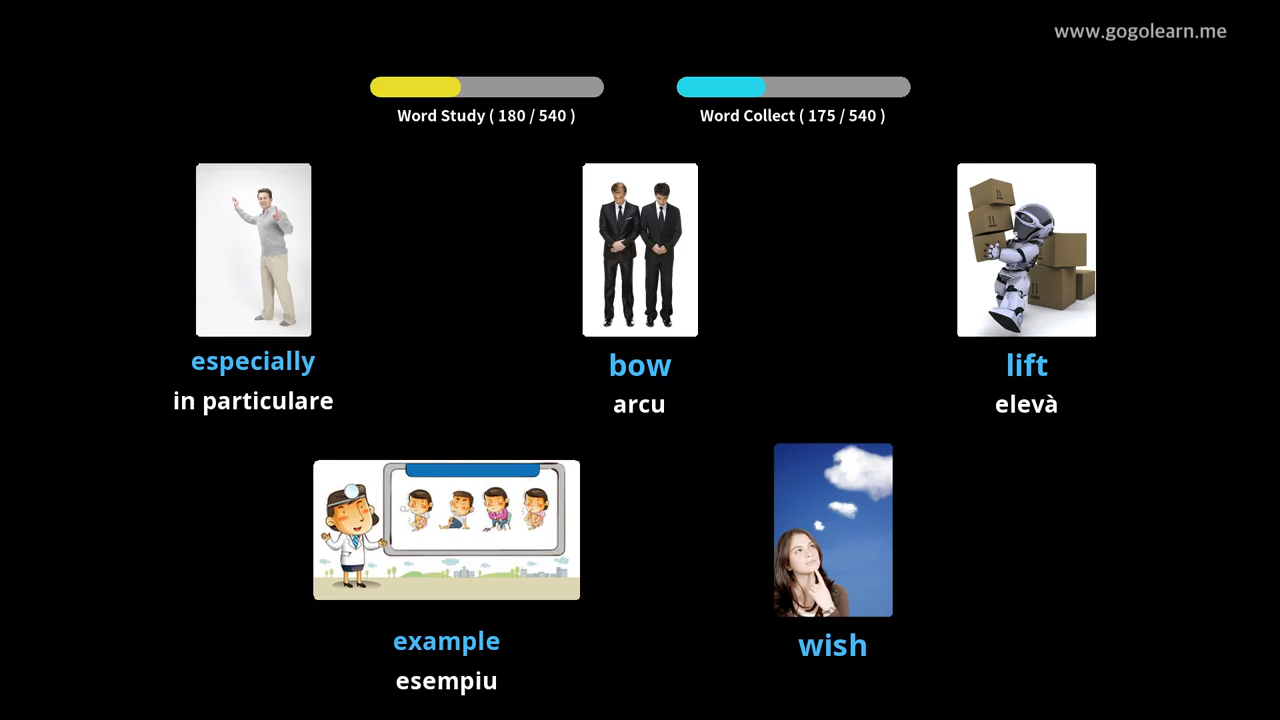 www.gogolearn.me
Word Study ( 180 / 540 )
Word Collect ( 175 / 540 )
especially
in particulare
bow
arcu
lift
elevà
example
esempiu
wish